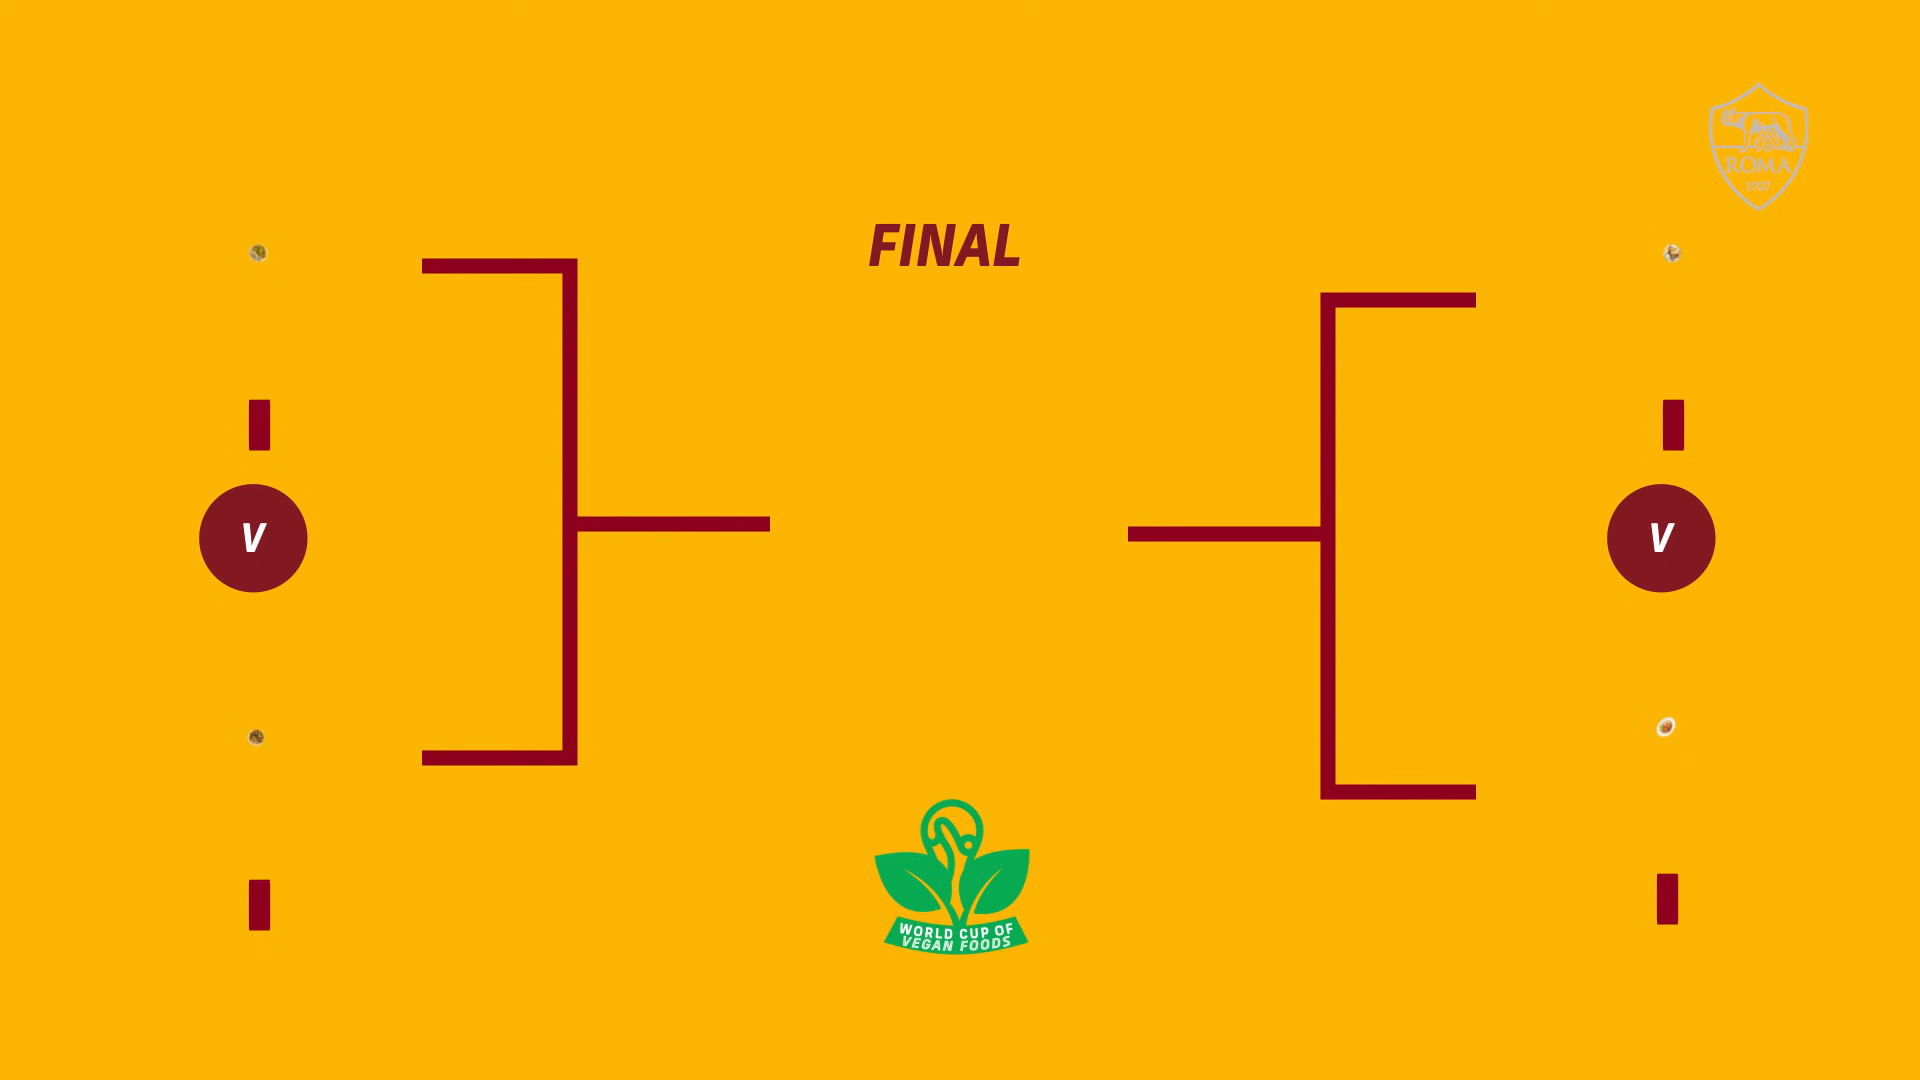 ROMA
1927
FINAL
V
V
WORLD CUP OF
VEGAN FOODS